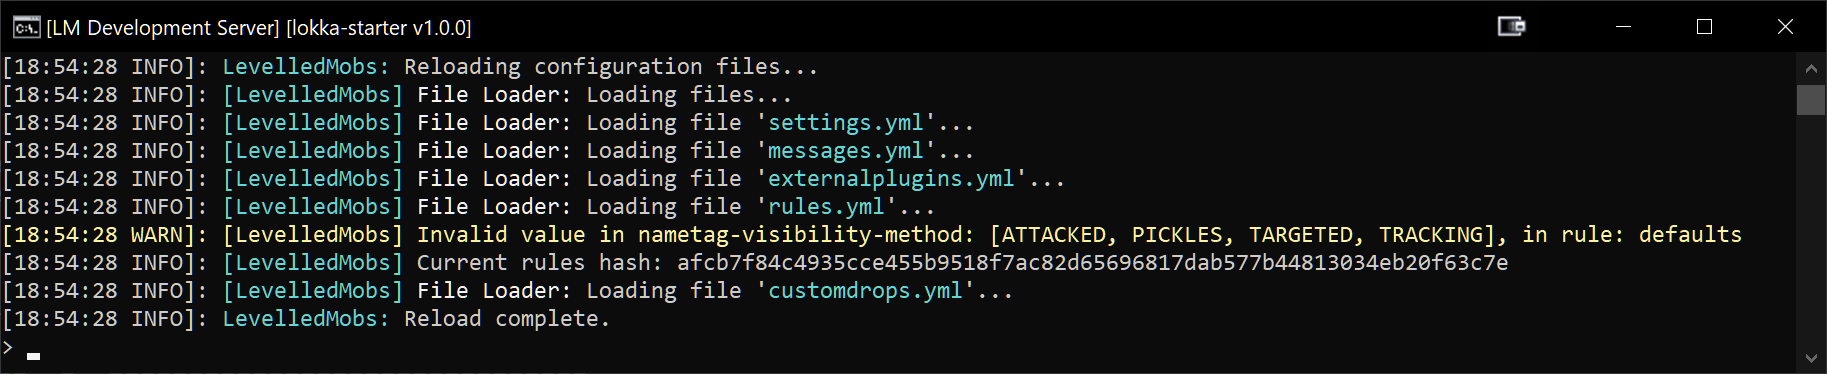 [LM Development Server] [lokka-starter v1.0.0]
[18:54:28 INFO]: LevelledMobs: Reloading configuration files...
[18:54:28 INFO]: [LevelledMobs] File Loader: Loading files...
[18:54:28 INFO]: [LevelledMobs] File Loader: Loading file 'settings.yml'...
[18:54:28 INFO]: [LevelledMobs] File Loader: Loading file 'messages.yml'...
[18:54:28 INFO]: [LevelledMobs] File Loader: Loading file 'externalplugins.yml'...
[18:54:28 INFO]: [LevelledMobs] File Loader: Loading file 'rules.yml'...
[18:54:28 WARN]: [LevelledMobs] Invalid value in nametag-visibility-method: [ATTACKED, PICKLES, TARGETED, TRACKING], in rule: defaults
[18:54:28 INFO]: [LevelledMobs] Current rules hash: afcb7f84c4935cce455b9518f7ac82d65696817dab577b44813034eb20f63c7e
[18:54:28 INFO]: [LevelledMobs] File Loader: Loading file 'customdrops.yml'...
[18:54:28 INFO]: LevelledMobs: Reload complete.
>